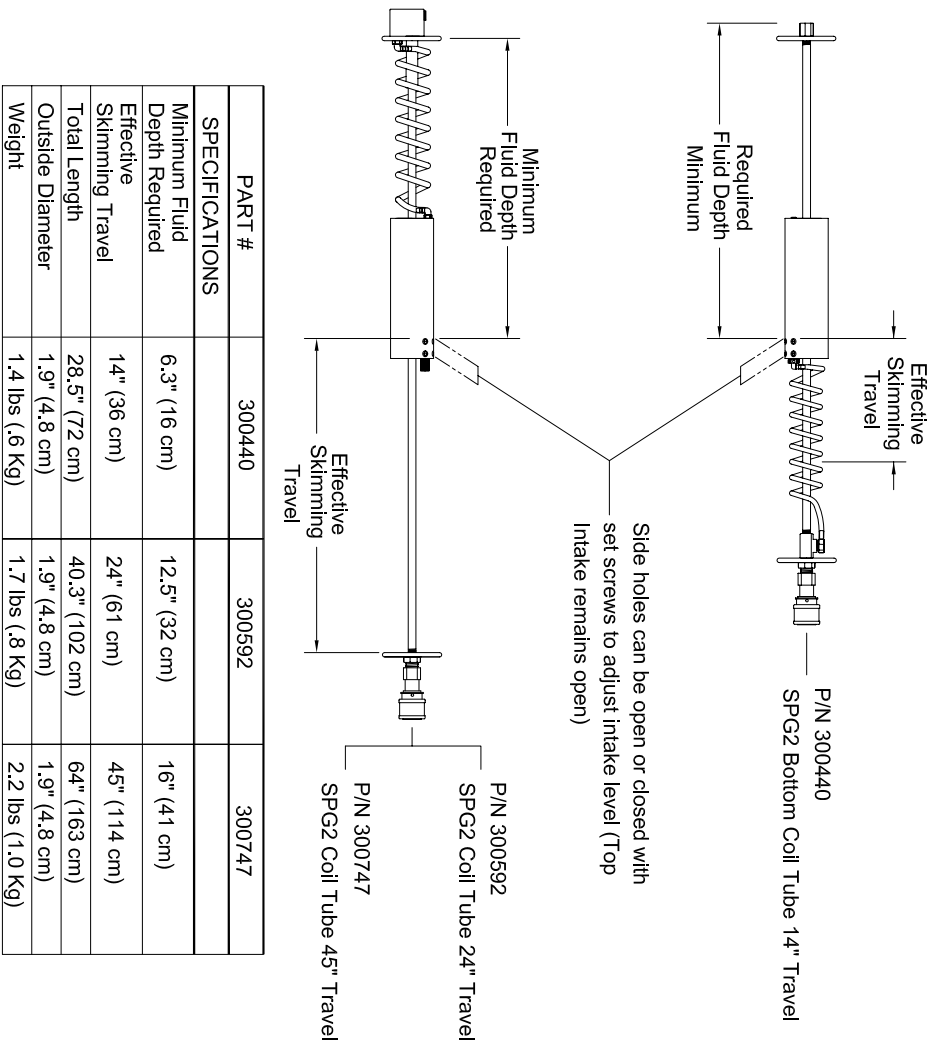 Effective
Skimming
Travel
P/N 300440
SPG2 Bottom Coil Tube 14" Travel
Required
Fluid Depth
Minimum
Side holes can be open or closed with
set screws to adjust intake level (Top
Intake remains open)
Minimum
Fluid Depth
Required
P/N 300592
SPG2 Coil Tube 24" Travel
Effective
Skimming
Travel
P/N 300747
SPG2 Coil Tube 45" Travel
PART # 300440 300592 300747
SPECIFICATIONS
Minimum Fluid
Depth Required 6.3" (16 cm) 12.5" (32 cm) 16" (41 cm)
Effective
Skimming Travel 14" (36 cm) 24" (61 cm) 45" (114 cm)
Total Length 28.5" (72 cm) 40.3" (102 cm) 64" (163 cm)
Outside Diameter 1.9" (4.8 cm) 1.9" (4.8 cm) 1.9" (4.8 cm)
Weight 1.4 lbs (.6 Kg) 1.7 lbs (.8 Kg) 2.2 lbs (1.0 Kg)